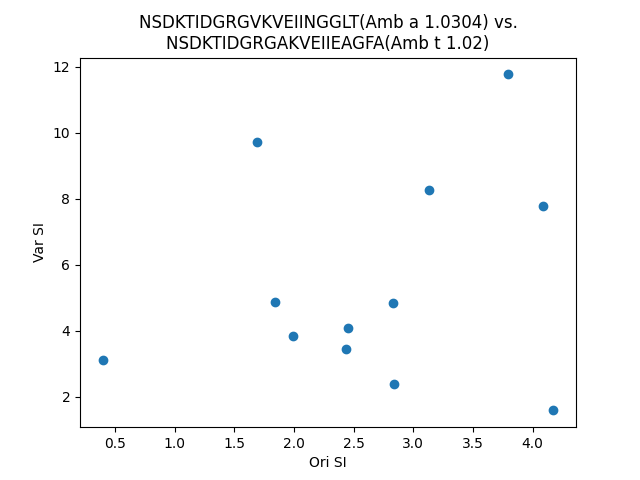 NSDKTIDGRGVKVEIINGGLT(Amb a 1.0304) vs.
NSDKTIDGRGAKVEIIEAGFA(Amb t 1.02)
12
10
8
6
4
2
Var SI
0.5 1.0 1.5 2.0 2.5 3.0 3.5 4.0
Ori SI